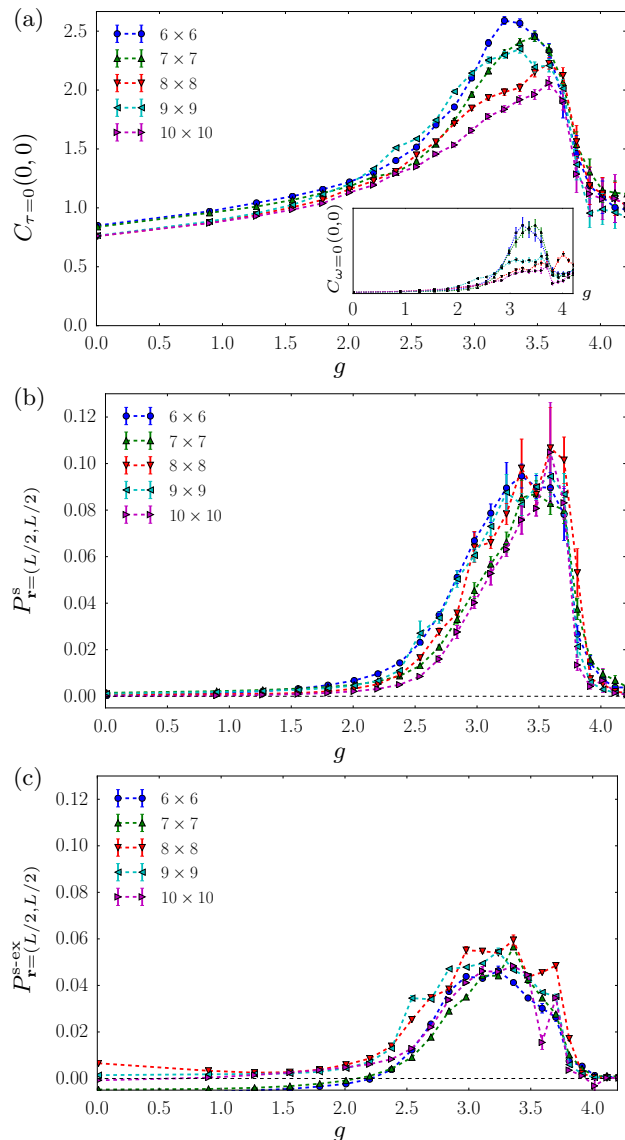 (a)
2.5
2.0
1.5
1.0
0.5
0.0
C_{τ=0}(0,0)
6 × 6
7 × 7
8 × 8
9 × 9
10 × 10
C_{ω=0}(0,0)
0 1 2 3 4
g
0.0 0.5 1.0 1.5 2.0 2.5 3.0 3.5 4.0
g
(b)
0.12
0.10
0.08
0.06
0.04
0.02
0.00
P^{s}_{r=(L/2,L/2)}
6 × 6
7 × 7
8 × 8
9 × 9
10 × 10
0.0 0.5 1.0 1.5 2.0 2.5 3.0 3.5 4.0
g
(c)
0.12
0.10
0.08
0.06
0.04
0.02
0.00
P^{s-ex}_{r=(L/2,L/2)}
6 × 6
7 × 7
8 × 8
9 × 9
10 × 10
0.0 0.5 1.0 1.5 2.0 2.5 3.0 3.5 4.0
g